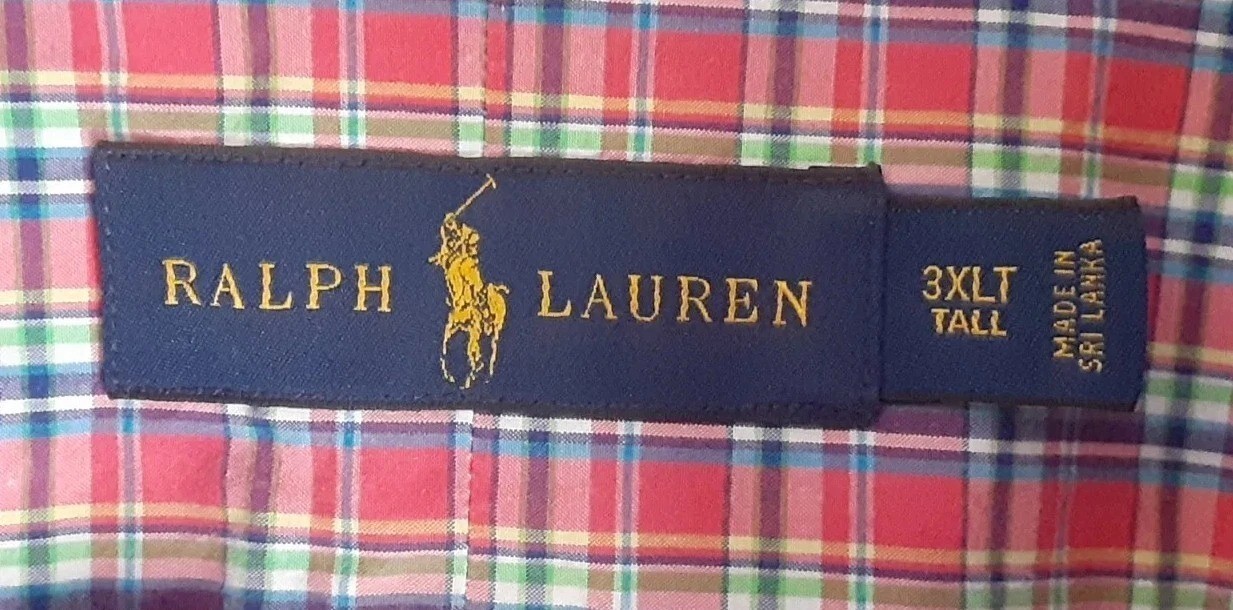 RALPH LAUREN
3XLT
TALL
MADE IN
SRI LANKA